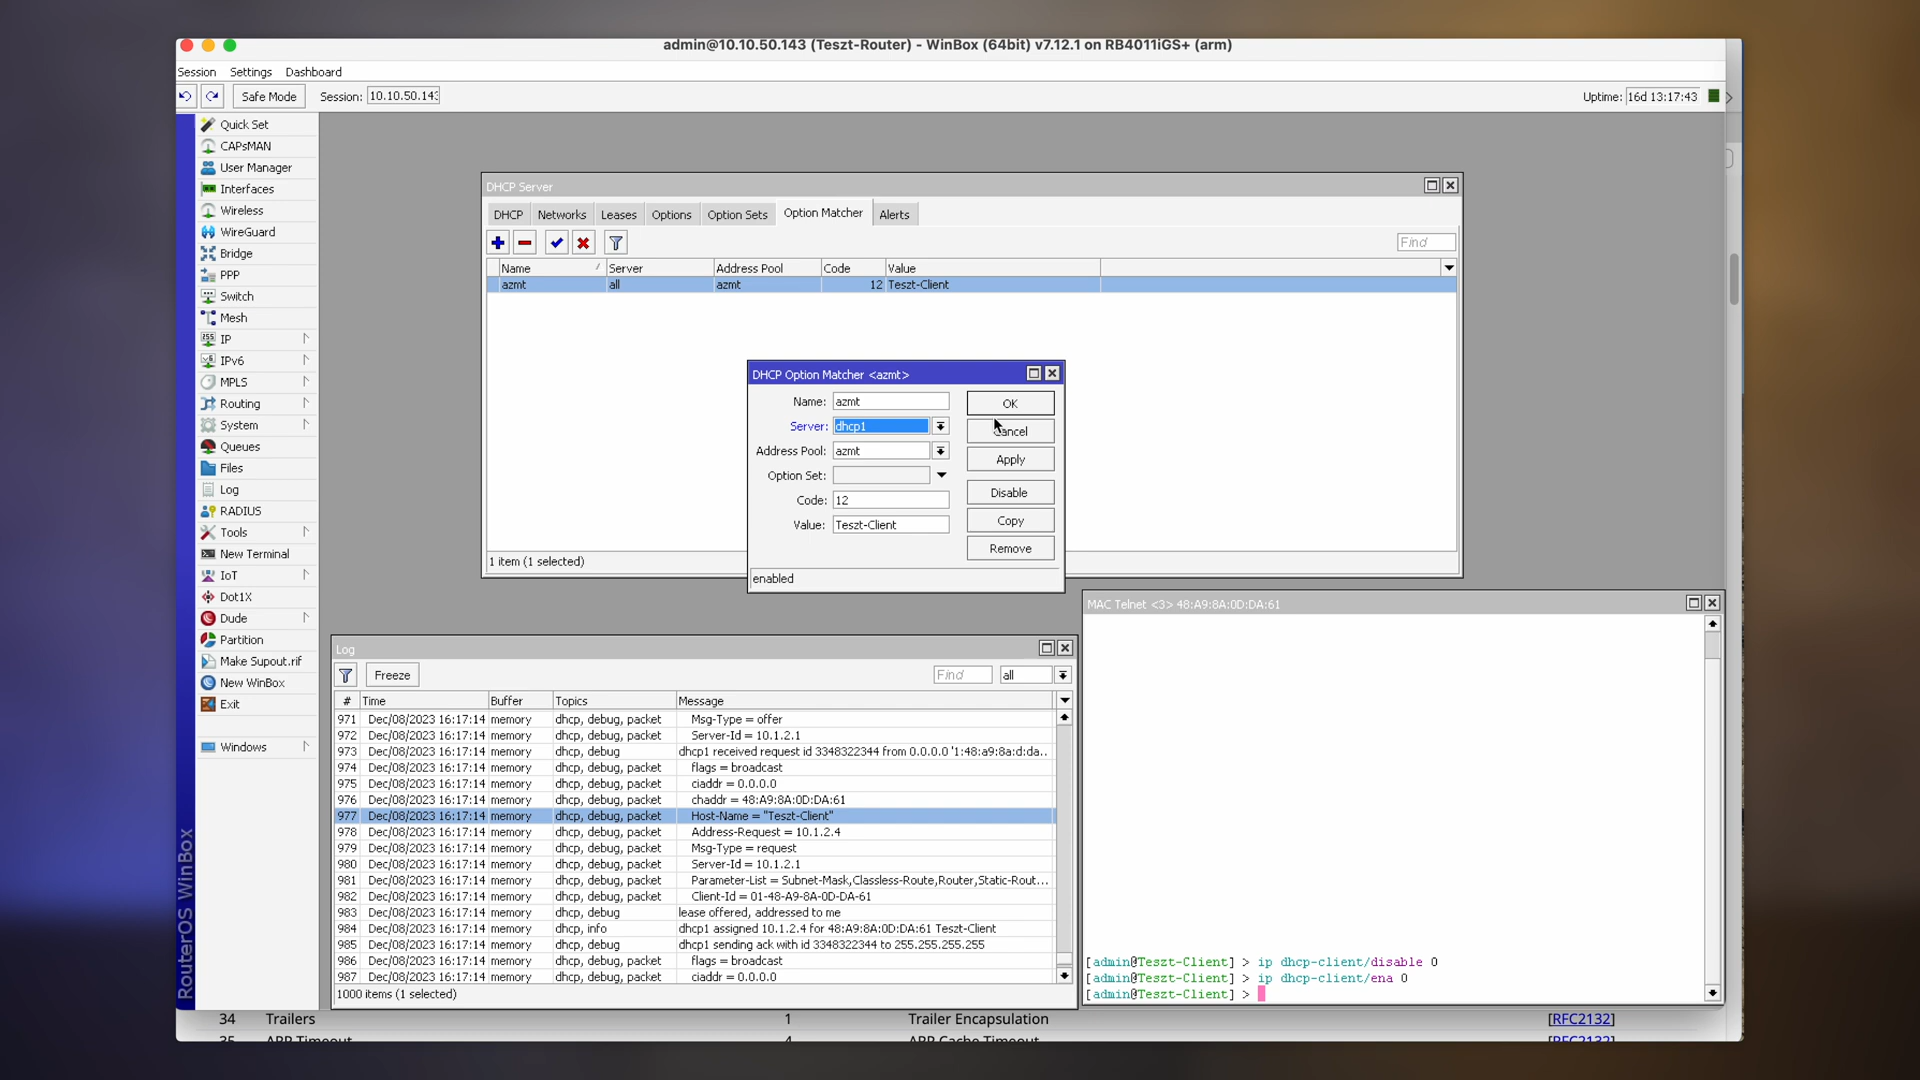 admin@10.10.50.143 (Teszt-Router) - WinBox (64bit) v7.12.1 on RB4011iGS+ (arm)
Session Settings Dashboard
Safe Mode Session: 10.10.50.143 Uptime: 16d 13:17:43
Quick Set
CAPsMAN
User Manager
Interfaces
Wireless
WireGuard
Bridge
PPP
Switch
Mesh
IP
IPv6
MPLS
Routing
System
Queues
Files
Log
RADIUS
Tools
New Terminal
IoT
Dot1X
Dude
Partition
Make Supout.rif
New WinBox
Exit
Windows
RouterOS WinBox
DHCP Server
DHCP Networks Leases Options Option Sets Option Matcher Alerts
Find
Name Server Address Pool Code Value
azmt all azmt 12 Teszt-Client
1 item (1 selected)
DHCP Option Matcher <azmt>
Name: azmt
Server: dhcp1
Address Pool: azmt
Option Set:
Code: 12
Value: Teszt-Client
OK
Cancel
Apply
Disable
Copy
Remove
enabled
Log
Freeze Find all
# Time Buffer Topics Message
971 Dec/08/2023 16:17:14 memory dhcp, debug, packet Msg-Type = offer
972 Dec/08/2023 16:17:14 memory dhcp, debug, packet Server-Id = 10.1.2.1
973 Dec/08/2023 16:17:14 memory dhcp, debug dhcp1 received request id 3348322344 from 0.0.0.0 '1:48:a9:8a:d:da...
974 Dec/08/2023 16:17:14 memory dhcp, debug, packet flags = broadcast
975 Dec/08/2023 16:17:14 memory dhcp, debug, packet ciaddr = 0.0.0.0
976 Dec/08/2023 16:17:14 memory dhcp, debug, packet chaddr = 48:A9:8A:0D:DA:61
977 Dec/08/2023 16:17:14 memory dhcp, debug, packet Host-Name = "Teszt-Client"
978 Dec/08/2023 16:17:14 memory dhcp, debug, packet Address-Request = 10.1.2.4
979 Dec/08/2023 16:17:14 memory dhcp, debug, packet Msg-Type = request
980 Dec/08/2023 16:17:14 memory dhcp, debug, packet Server-Id = 10.1.2.1
981 Dec/08/2023 16:17:14 memory dhcp, debug, packet Parameter-List = Subnet-Mask,Classless-Route,Router,Static-Rout...
982 Dec/08/2023 16:17:14 memory dhcp, debug, packet Client-Id = 01-48-A9-8A-0D-DA-61
983 Dec/08/2023 16:17:14 memory dhcp, debug lease offered, addressed to me
984 Dec/08/2023 16:17:14 memory dhcp, info dhcp1 assigned 10.1.2.4 for 48:A9:8A:0D:DA:61 Teszt-Client
985 Dec/08/2023 16:17:14 memory dhcp, debug dhcp1 sending ack with id 3348322344 to 255.255.255.255
986 Dec/08/2023 16:17:14 memory dhcp, debug, packet flags = broadcast
987 Dec/08/2023 16:17:14 memory dhcp, debug, packet ciaddr = 0.0.0.0
1000 items (1 selected)
MAC Telnet <3> 48:A9:8A:0D:DA:61
[admin@Teszt-Client] > ip dhcp-client/disable 0
[admin@Teszt-Client] > ip dhcp-client/ena 0
[admin@Teszt-Client] >
34 Trailers 1 Trailer Encapsulation [RFC2132]
35 ARP Timeout 4 ARP Cache Timeout [RFC2132]